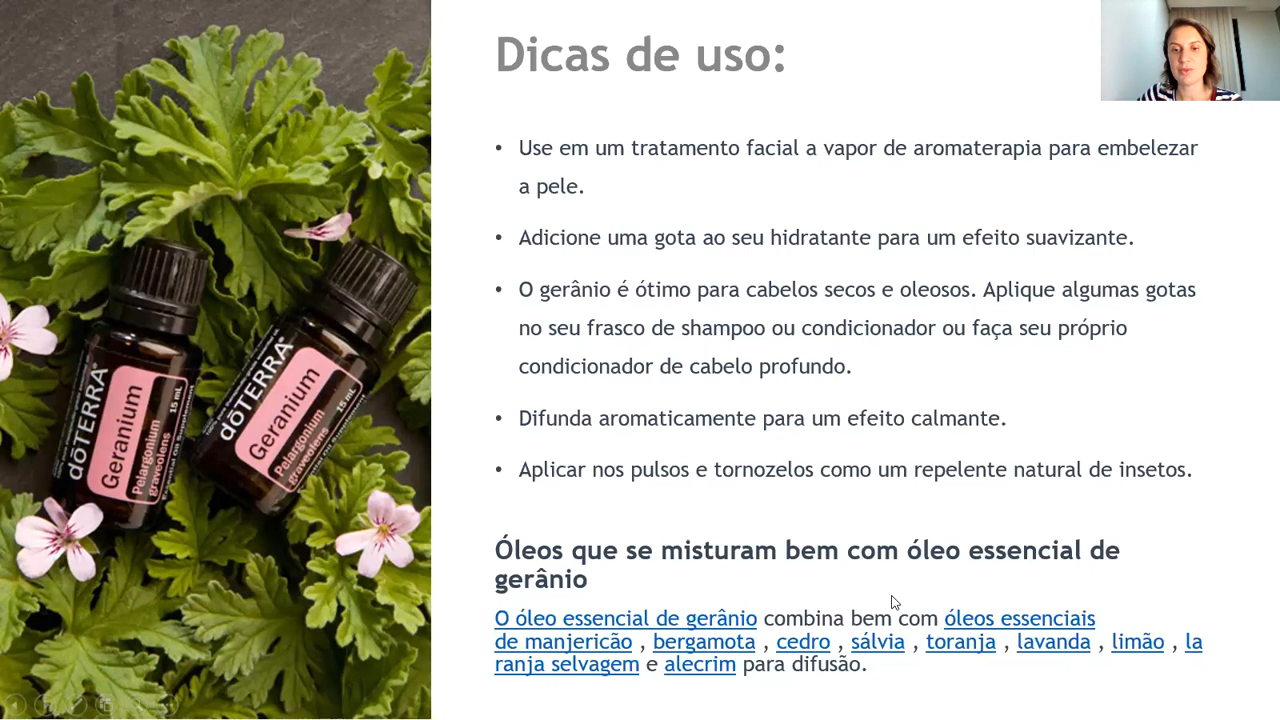 Dicas de uso:
• Use em um tratamento facial a vapor de aromaterapia para embelezar
a pele.
• Adicione uma gota ao seu hidratante para um efeito suavizante.
• O gerânio é ótimo para cabelos secos e oleosos. Aplique algumas gotas
no seu frasco de shampoo ou condicionador ou faça seu próprio
condicionador de cabelo profundo.
• Difunda aromaticamente para um efeito calmante.
• Aplicar nos pulsos e tornozelos como um repelente natural de insetos.
Óleos que se misturam bem com óleo essencial de
gerânio
O óleo essencial de gerânio combina bem com óleos essenciais
de manjericão , bergamota , cedro , sálvia , toranja , lavanda , limão , la
ranja selvagem e alecrim para difusão.
dōTERRA
Geranium
Pelargonium
graveolens
15 mL
Essential Oil Supplement
dōTERRA
Geranium
Pelargonium
graveolens
15 mL